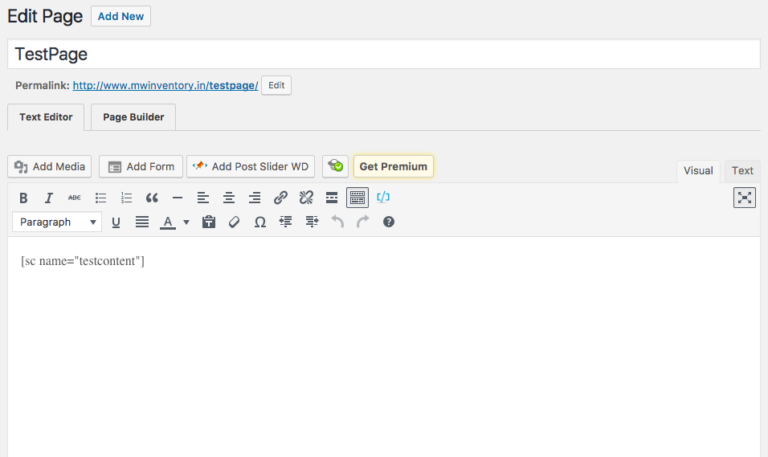 Edit Page Add New
TestPage
Permalink: http://www.mwinventory.in/testpage/ Edit
Text Editor Page Builder
Add Media Add Form Add Post Slider WD Get Premium Visual Text
B I ABC
Paragraph U A Ω ?
[sc name="testcontent"]